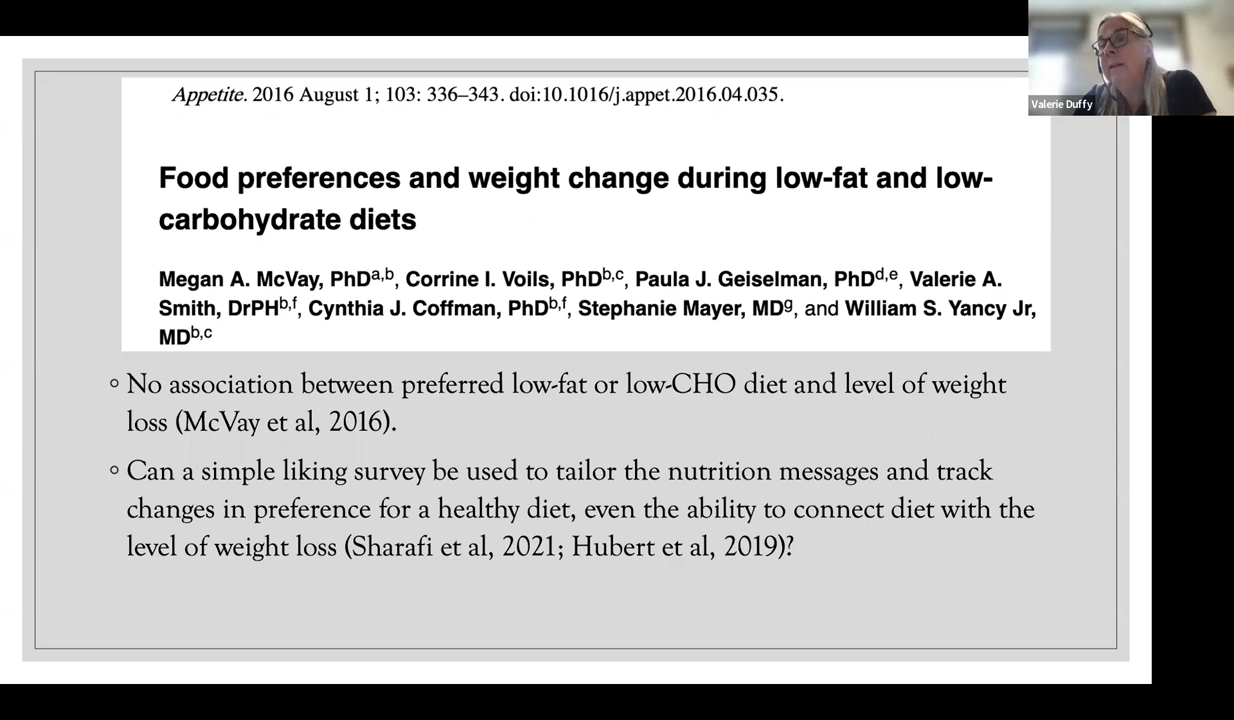 Appetite. 2016 August 1; 103: 336–343. doi:10.1016/j.appet.2016.04.035.
Valerie Duffy
Food preferences and weight change during low-fat and low-
carbohydrate diets
Megan A. McVay, PhDa,b, Corrine I. Voils, PhDb,c, Paula J. Geiselman, PhDd,e, Valerie A.
Smith, DrPHb,f, Cynthia J. Coffman, PhDb,f, Stephanie Mayer, MDg, and William S. Yancy Jr,
MDb,c
◦ No association between preferred low-fat or low-CHO diet and level of weight
loss (McVay et al, 2016).
◦ Can a simple liking survey be used to tailor the nutrition messages and track
changes in preference for a healthy diet, even the ability to connect diet with the
level of weight loss (Sharafi et al, 2021; Hubert et al, 2019)?